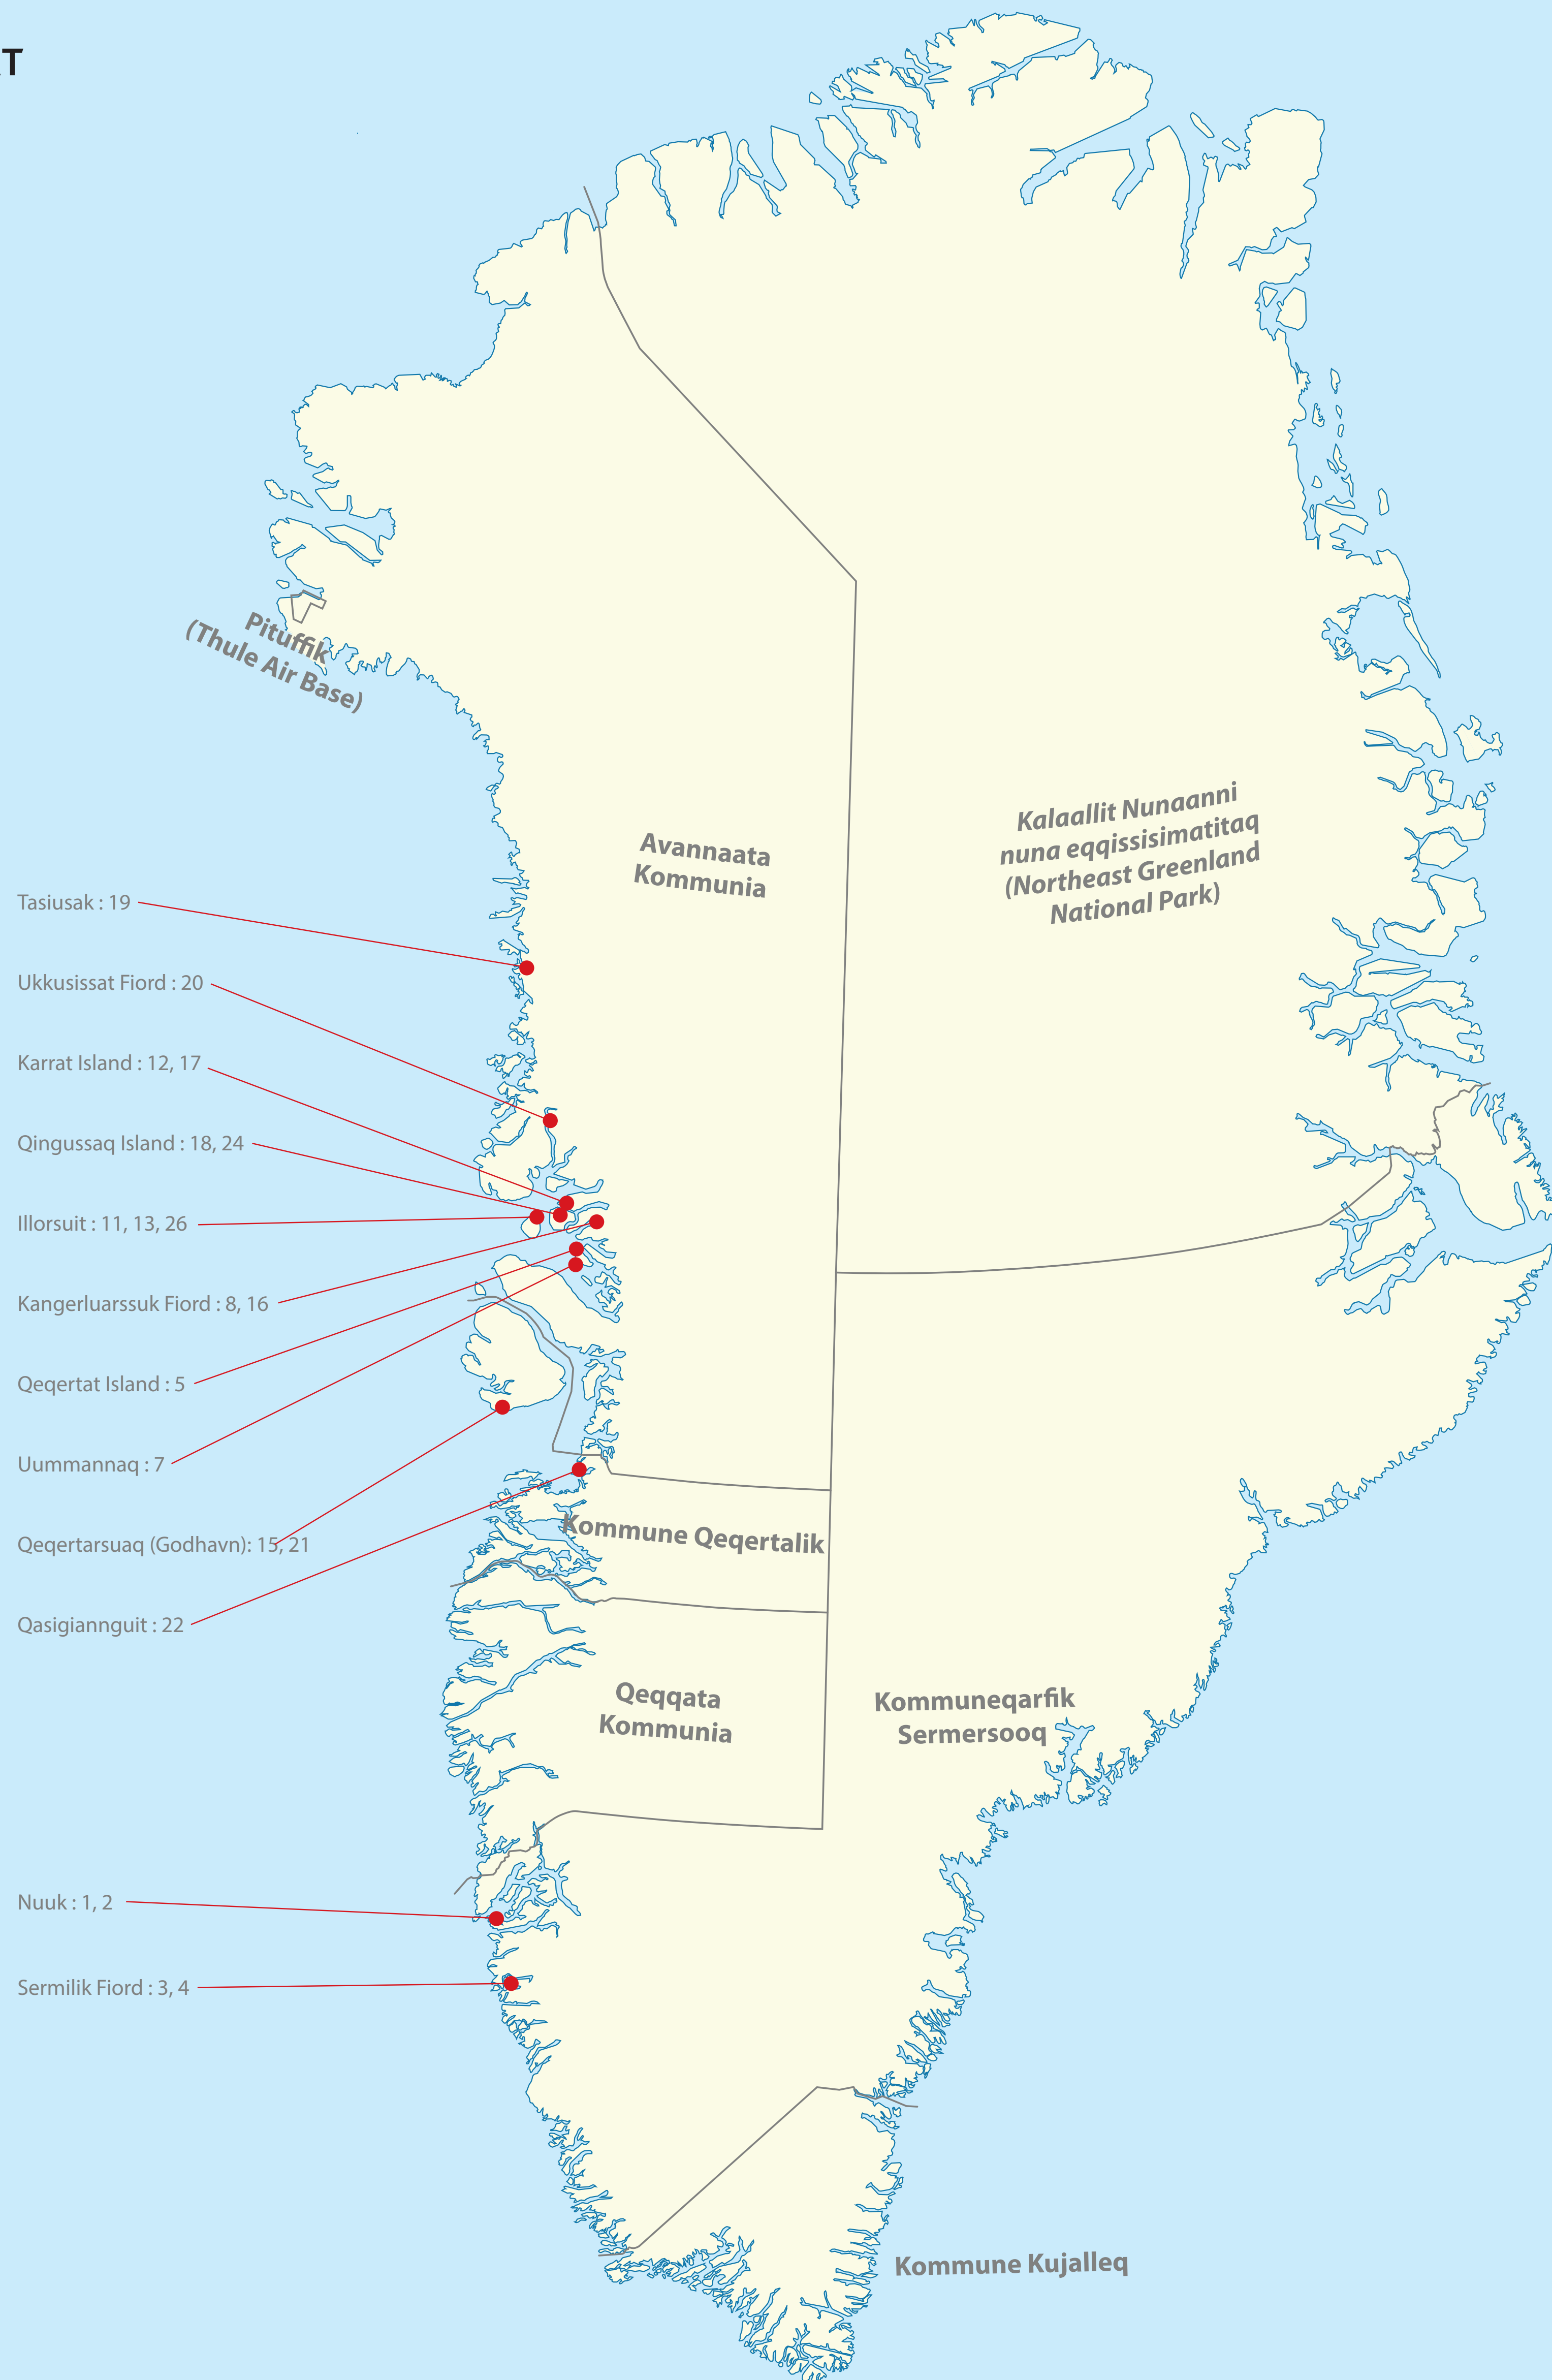 T
Pituffik
(Thule Air Base)
Avannaata
Kommunia
Kalaallit Nunaanni
nuna eqqissisimatitaq
(Northeast Greenland
National Park)
Tasiusak : 19
Ukkusissat Fiord : 20
Karrat Island : 12, 17
Qingussaq Island : 18, 24
Illorsuit : 11, 13, 26
Kangerluarssuk Fiord : 8, 16
Qeqertat Island : 5
Uummannaq : 7
Qeqertarsuaq (Godhavn): 15, 21
Qasigiannguit : 22
Kommune Qeqertalik
Qeqqata
Kommunia
Kommuneqarfik
Sermersooq
Nuuk : 1, 2
Sermilik Fiord : 3, 4
Kommune Kujalleq